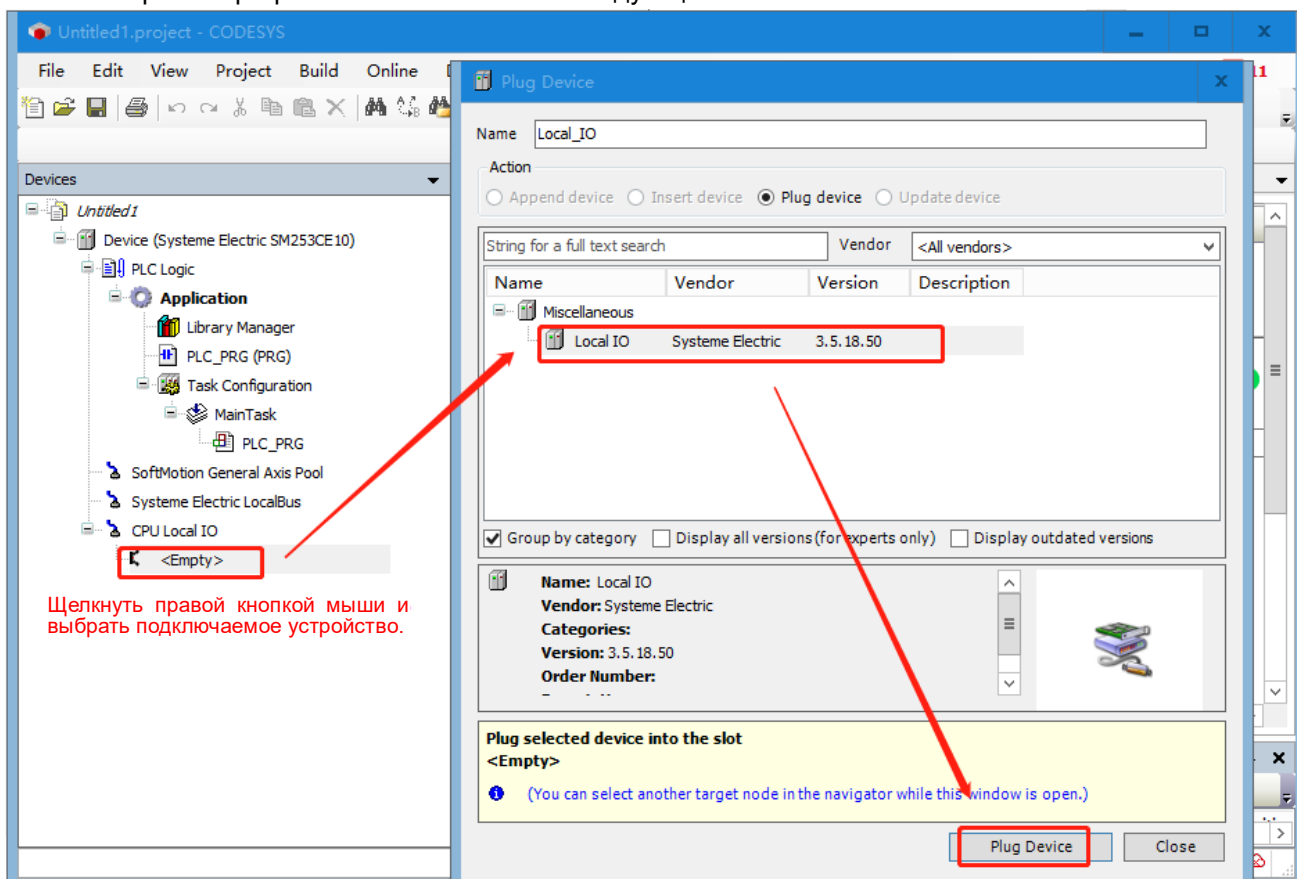 Untitled1.project - CODESYS
File Edit View Project Build Online
11
Devices
Untitled1
Device (Systeme Electric SM253CE10)
PLC Logic
Application
Library Manager
PLC_PRG (PRG)
Task Configuration
MainTask
PLC_PRG
SoftMotion General Axis Pool
Systeme Electric LocalBus
CPU Local IO
<Empty>
Щелкнуть правой кнопкой мыши и
выбрать подключаемое устройство.
Plug Device
Name Local_IO
Action
Append device Insert device Plug device Update device
String for a full text search Vendor <All vendors>
Name Vendor Version Description
Miscellaneous
Local IO Systeme Electric 3.5.18.50
Group by category Display all versions (for experts only) Display outdated versions
Name: Local IO
Vendor: Systeme Electric
Categories:
Version: 3.5.18.50
Order Number:
Plug selected device into the slot
<Empty>
(You can select another target node in the navigator while this window is open.)
Plug Device Close